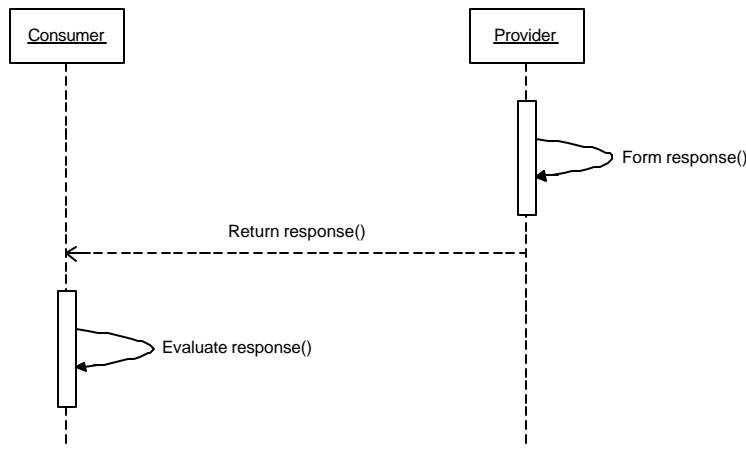 Consumer
Provider
Form response()
Return response()
Evaluate response()